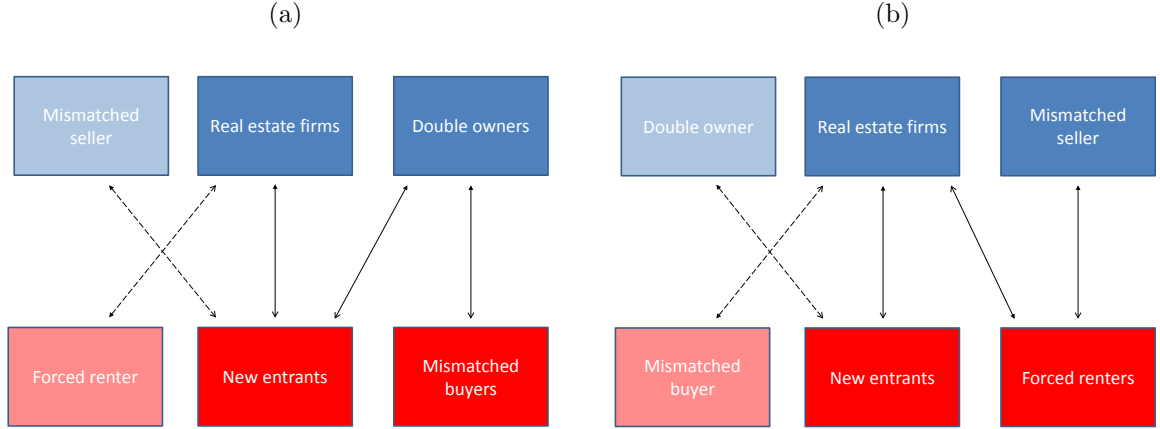 (a)
Mismatched
seller
Real estate firms
Double owners
Forced renter
New entrants
Mismatched
buyers
(b)
Double owner
Real estate firms
Mismatched
seller
Mismatched
buyer
New entrants
Forced renters